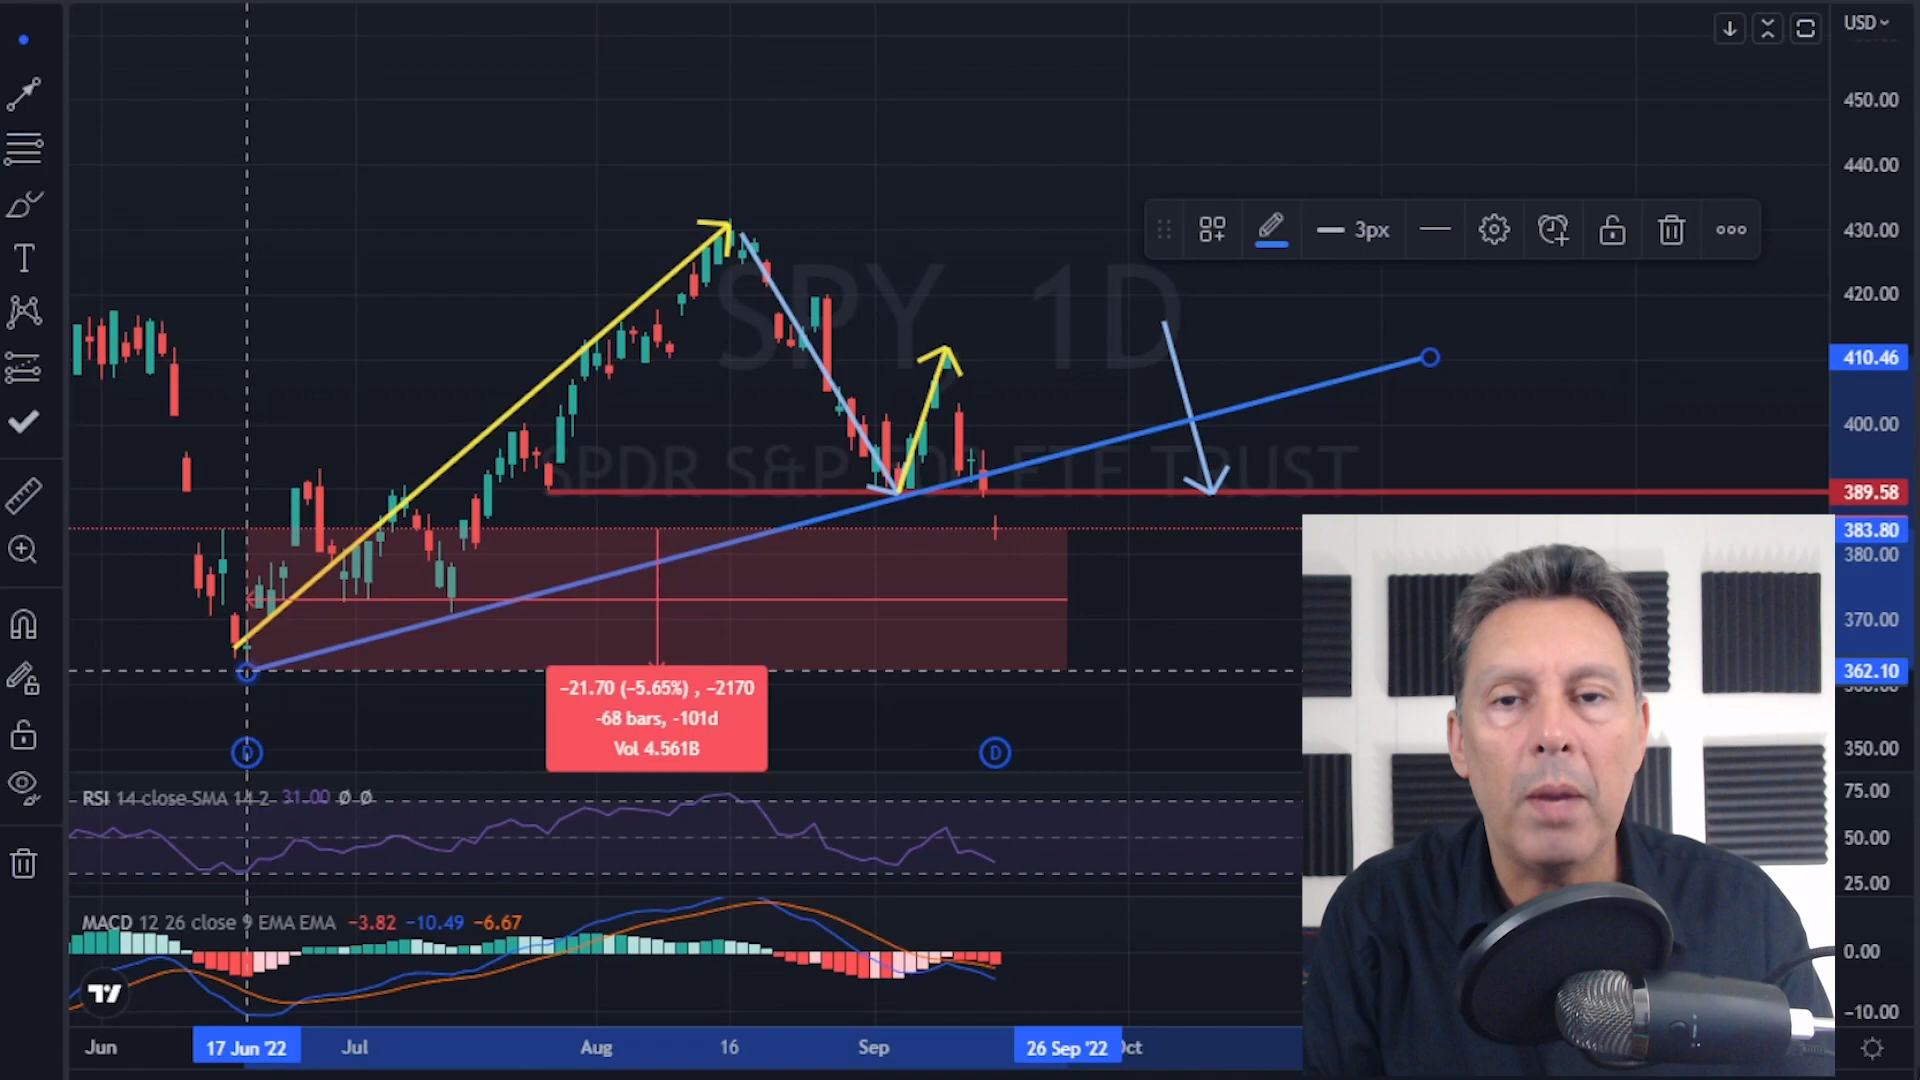 USD
450.00
440.00
3px
430.00
420.00
SPY, 1D
410.46
400.00
SPDR S&P 500 ETF TRUST
389.58
383.80
380.00
370.00
362.10
360.00
-21.70 (-5.65%) , -2170
-68 bars, -101d
Vol 4.561B
D
D
350.00
RSI 14 close SMA 14 2 31.00 Ø Ø
75.00
50.00
25.00
MACD 12 26 close 9 EMA EMA -3.82 -10.49 -6.67
0.00
-10.00
Jun 17 Jun '22 Jul Aug 16 Sep 26 Sep '22 Oct
T